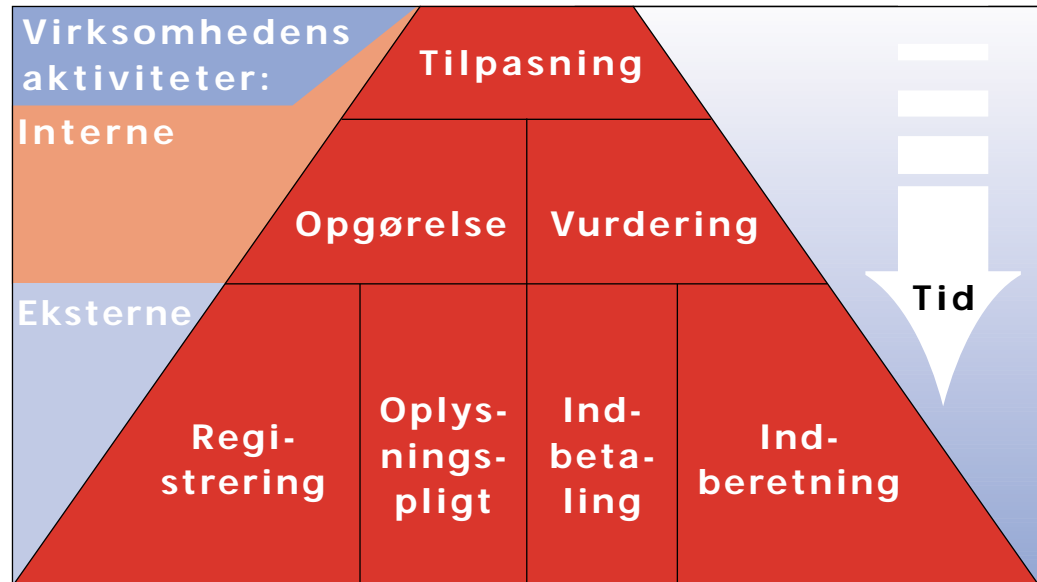 Virksomhedens
aktiviteter:
Tilpasning
Interne
Opgørelse
Vurdering
Eksterne
Tid
Regi-
strering
Oplys-
nings-
pligt
Ind-
beta-
ling
Ind-
beretning